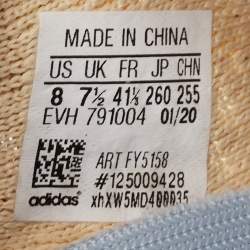 MADE IN CHINA
US UK FR JP CHN
8 7½ 41⅓ 260 255
EVH 791004 01/20
ART FY5158
#125009428
adidas xhXW5MD400035